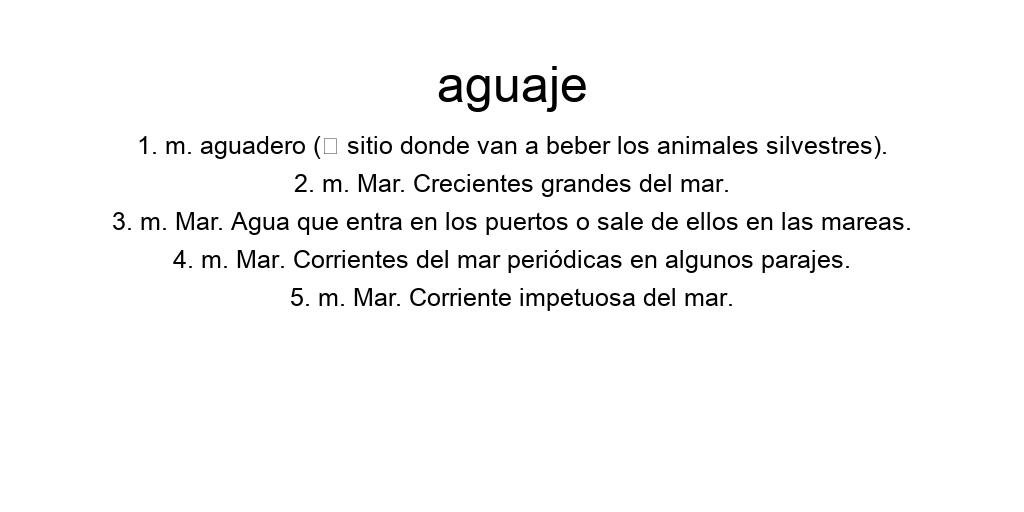 aguaje
1. m. aguadero (▯ sitio donde van a beber los animales silvestres).
2. m. Mar. Crecientes grandes del mar.
3. m. Mar. Agua que entra en los puertos o sale de ellos en las mareas.
4. m. Mar. Corrientes del mar periódicas en algunos parajes.
5. m. Mar. Corriente impetuosa del mar.